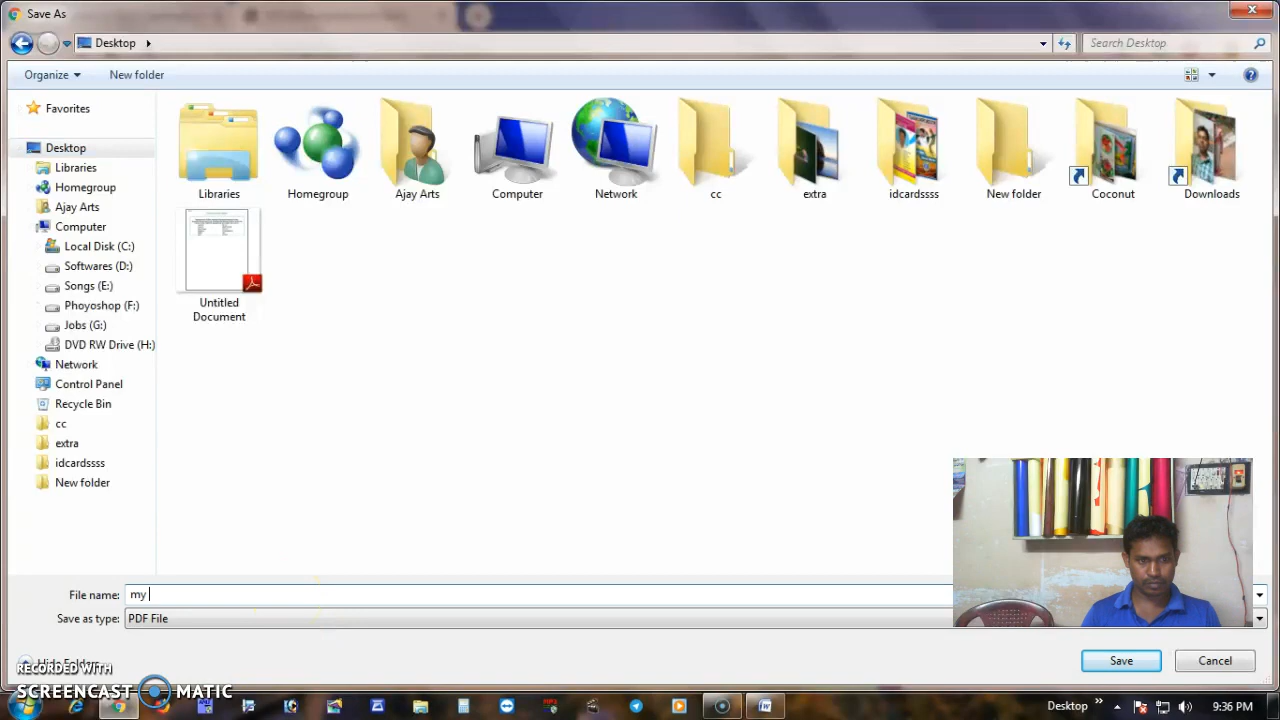 Save As
Desktop
Search Desktop
Organize
New folder
Favorites
Desktop
Libraries
Homegroup
Ajay Arts
Computer
Local Disk (C:)
Softwares (D:)
Songs (E:)
Phoyoshop (F:)
Jobs (G:)
DVD RW Drive (H:)
Network
Control Panel
Recycle Bin
cc
extra
idcardssss
New folder
Libraries
Homegroup
Ajay Arts
Computer
Network
cc
extra
idcardssss
New folder
Coconut
Downloads
Untitled
Document
File name: my
Save as type: PDF File
Hide Folders
Save
Cancel
RECORDED WITH
SCREENCAST MATIC
Desktop
9:36 PM